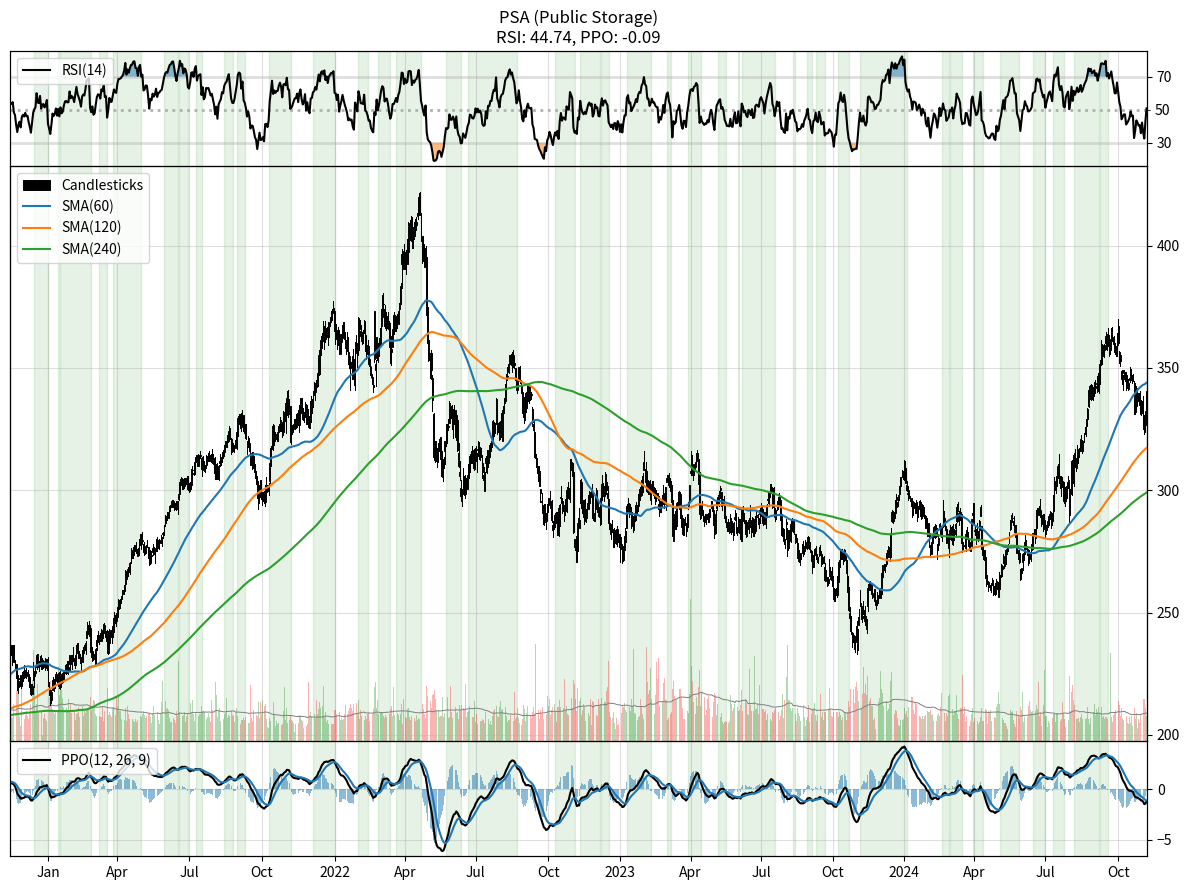 PSA (Public Storage)
RSI: 44.74, PPO: -0.09
RSI(14)
70
50
30
Candlesticks
SMA(60)
SMA(120)
SMA(240)
400
350
300
250
200
PPO(12, 26, 9)
0
−5
Jan Apr Jul Oct 2022 Apr Jul Oct 2023 Apr Jul Oct 2024 Apr Jul Oct